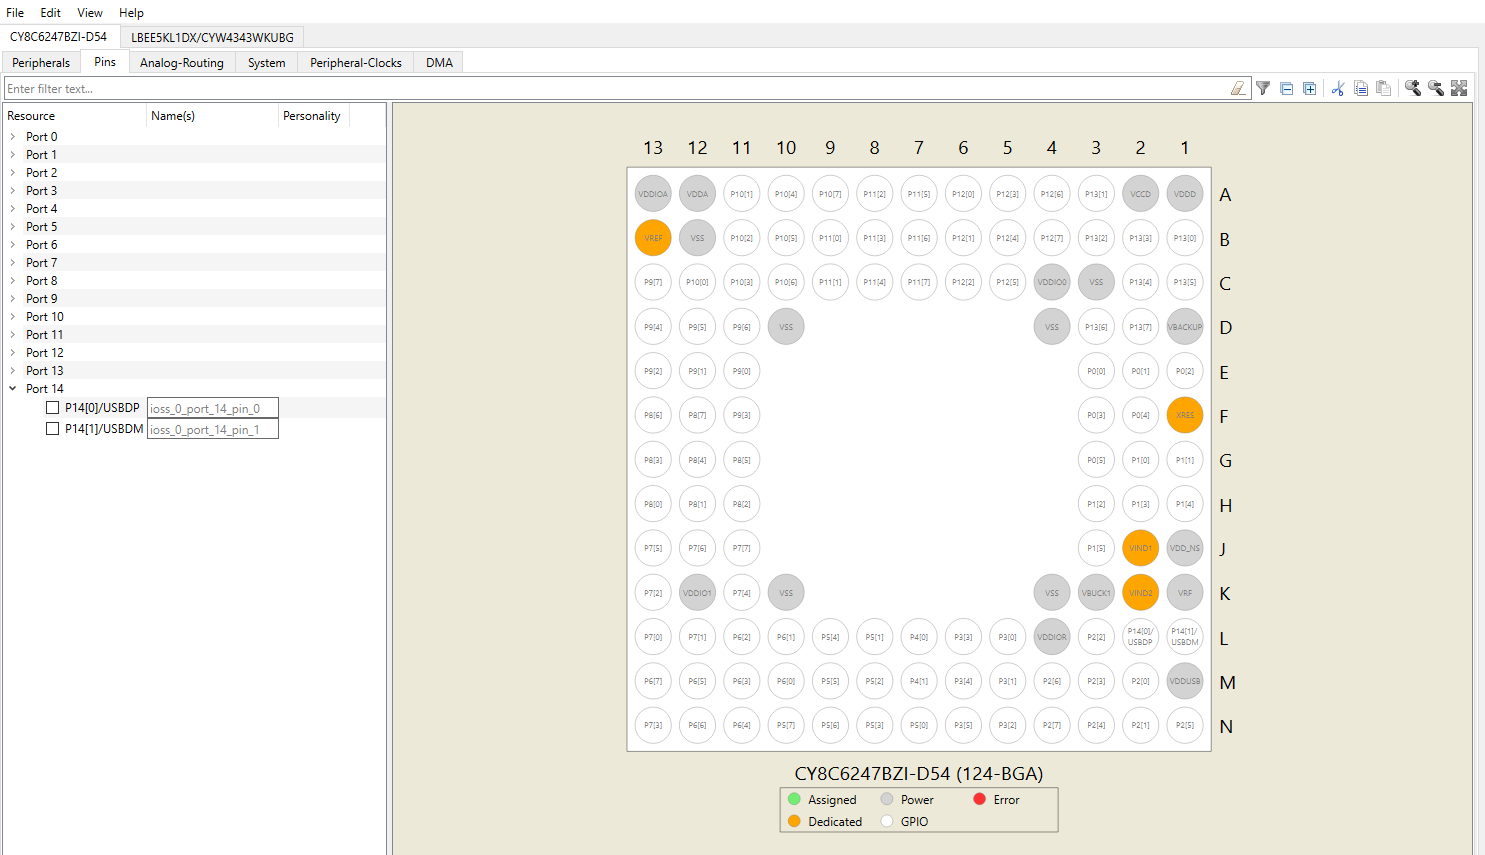 File Edit View Help
CY8C6247BZI-D54 LBEE5KL1DX/CYW4343WKUBG
Peripherals Pins Analog-Routing System Peripheral-Clocks DMA
Enter filter text...
Resource Name(s) Personality
Port 0
Port 1
Port 2
Port 3
Port 4
Port 5
Port 6
Port 7
Port 8
Port 9
Port 10
Port 11
Port 12
Port 13
Port 14
P14[0]/USBDP ioss_0_port_14_pin_0
P14[1]/USBDM ioss_0_port_14_pin_1
13 12 11 10 9 8 7 6 5 4 3 2 1
VDDIOA VDDA P10[1] P10[4] P10[7] P11[2] P11[5] P12[0] P12[3] P12[6] P13[1] VCCD VDDD A
VREF VSS P10[2] P10[5] P11[0] P11[3] P11[6] P12[1] P12[4] P12[7] P13[2] P13[3] P13[0] B
P9[7] P10[0] P10[3] P10[6] P11[1] P11[4] P11[7] P12[2] P12[5] VDDIO0 VSS P13[4] P13[5] C
P9[4] P9[5] P9[6] VSS VSS P13[6] P13[7] VBACKUP D
P9[2] P9[1] P9[0] P0[0] P0[1] P0[2] E
P8[6] P8[7] P9[3] P0[3] P0[4] XRES F
P8[3] P8[4] P8[5] P0[5] P1[0] P1[1] G
P8[0] P8[1] P8[2] P1[2] P1[3] P1[4] H
P7[5] P7[6] P7[7] P1[5] VIND1 VDD_NS J
P7[2] VDDIO1 P7[4] VSS VSS VBUCK1 VIND2 VRF K
P7[0] P7[1] P6[2] P6[1] P5[4] P5[1] P4[0] P3[3] P3[0] VDDIOR P2[2] P14[0]/USBDP P14[1]/USBDM L
P6[7] P6[5] P6[3] P6[0] P5[5] P5[2] P4[1] P3[4] P3[1] P2[6] P2[3] P2[0] VDDUSB M
P7[3] P6[6] P6[4] P5[7] P5[6] P5[3] P5[0] P3[5] P3[2] P2[7] P2[4] P2[1] P2[5] N
CY8C6247BZI-D54 (124-BGA)
Assigned Power Error
Dedicated GPIO